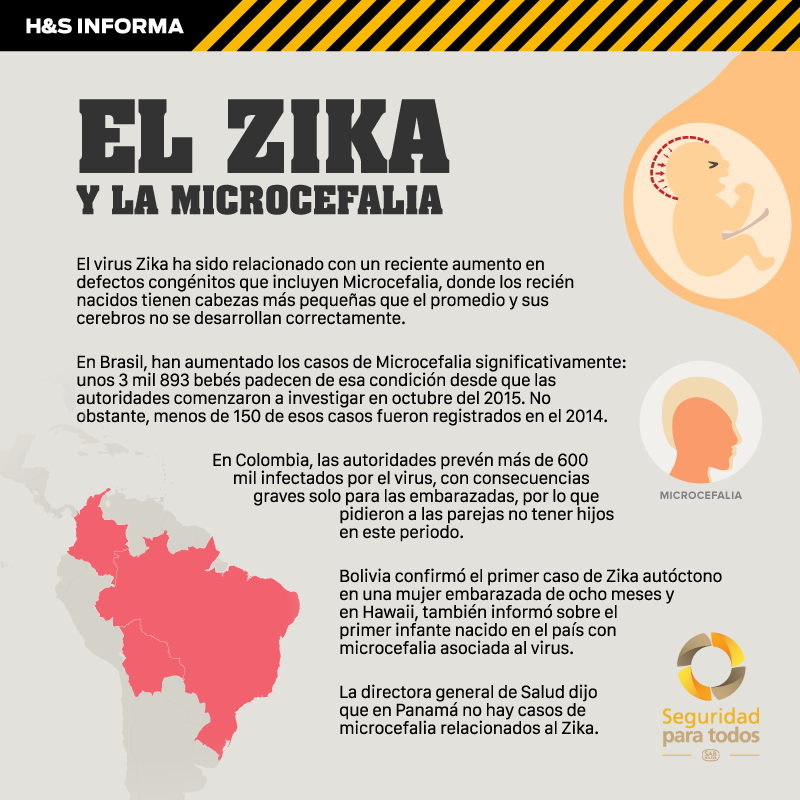 H&S INFORMA
EL ZIKA
Y LA MICROCEFALIA
El virus Zika ha sido relacionado con un reciente aumento en
defectos congénitos que incluyen Microcefalia, donde los recién
nacidos tienen cabezas más pequeñas que el promedio y sus
cerebros no se desarrollan correctamente.
En Brasil, han aumentado los casos de Microcefalia significativamente:
unos 3 mil 893 bebés padecen de esa condición desde que las
autoridades comenzaron a investigar en octubre del 2015. No
obstante, menos de 150 de esos casos fueron registrados en el 2014.
MICROCEFALIA
En Colombia, las autoridades prevén más de 600
mil infectados por el virus, con consecuencias
graves solo para las embarazadas, por lo que
pidieron a las parejas no tener hijos
en este periodo.
Bolivia confirmó el primer caso de Zika autóctono
en una mujer embarazada de ocho meses y
en Hawaii, también informó sobre el
primer infante nacido en el país con
microcefalia asociada al virus.
La directora general de Salud dijo
que en Panamá no hay casos de
microcefalia relacionados al Zika.
Seguridad
para todos